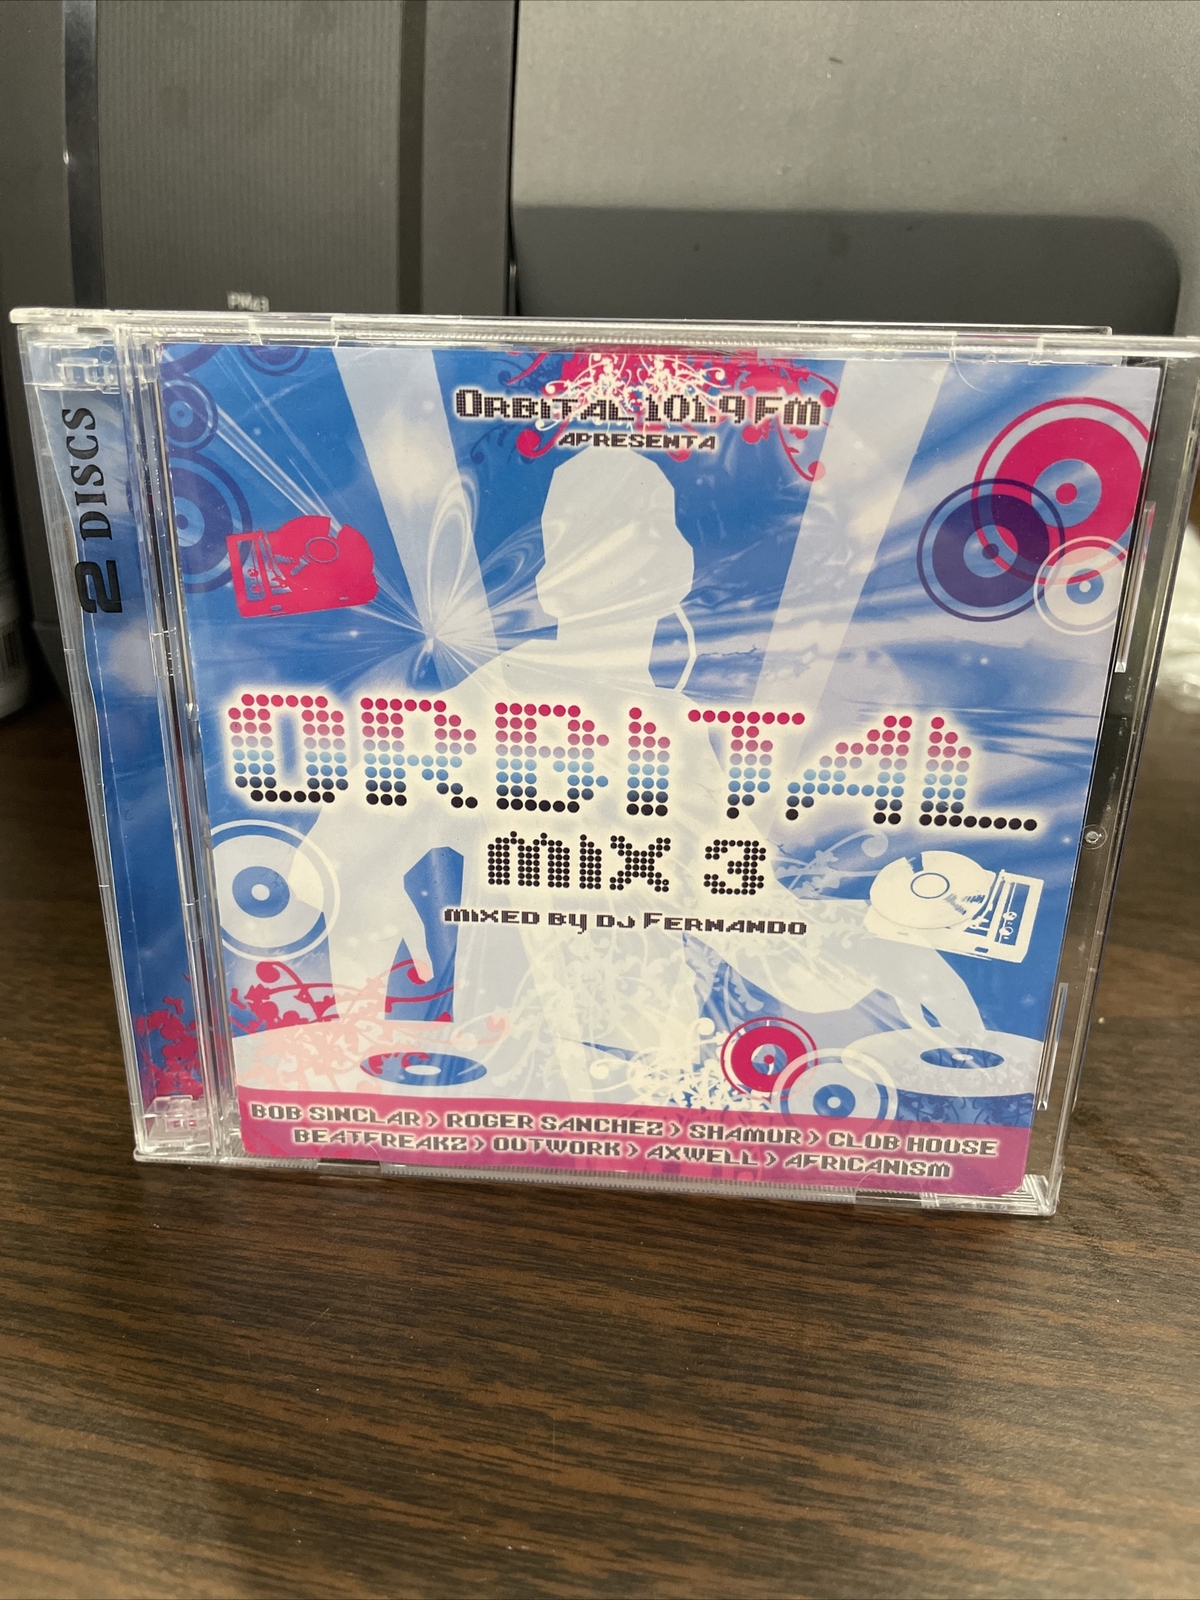 2 DISCS
ORBITAL 101.9 FM
APRESENTA
ORBITAL
MIX 3
MIXED BY DJ FERNANDO
BOB SINCLAR > ROGER SANCHEZ > SHAMUR > CLUB HOUSE
BEATFREAKZ > OUTWORK > AXWELL > AFRICANISM